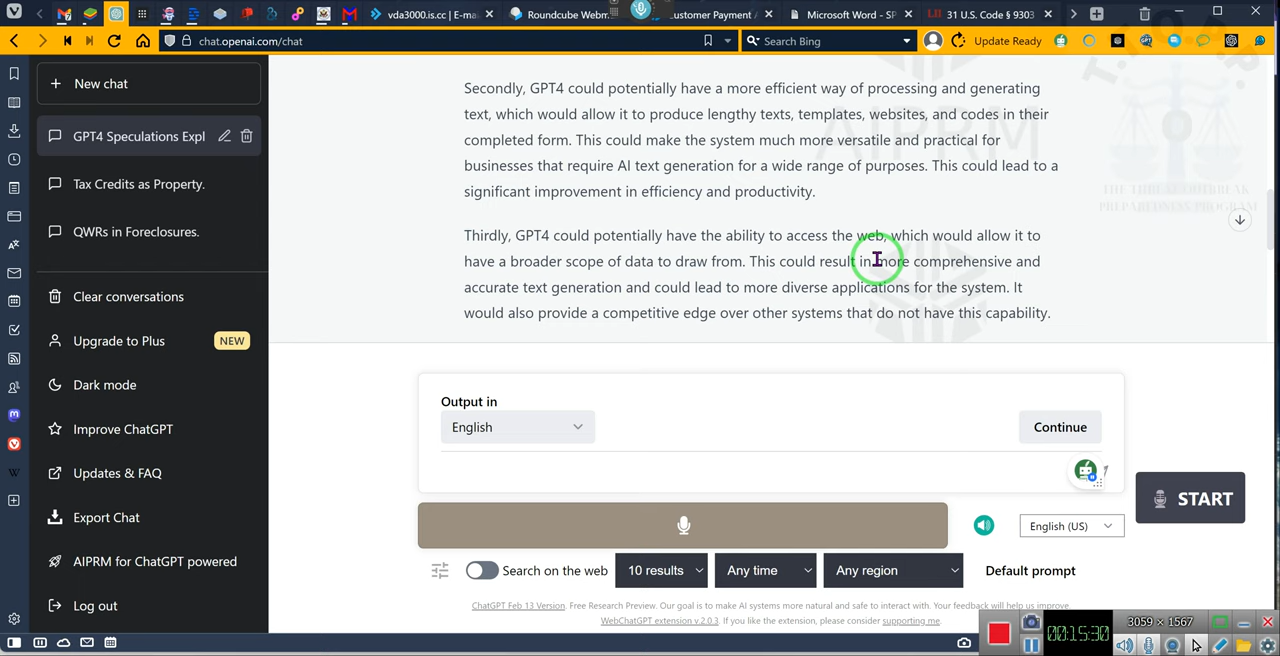 vda3000.is.cc | E-ma
Roundcube Webm
Customer Payment
Microsoft Word - SP
31 U.S. Code § 9303
chat.openai.com/chat
Search Bing
Update Ready
New chat
GPT4 Speculations Expl
Tax Credits as Property.
QWRs in Foreclosures.
Clear conversations
Upgrade to Plus
NEW
Dark mode
Improve ChatGPT
Updates & FAQ
Export Chat
AIPRM for ChatGPT powered
Log out
Secondly, GPT4 could potentially have a more efficient way of processing and generating
text, which would allow it to produce lengthy texts, templates, websites, and codes in their
completed form. This could make the system much more versatile and practical for
businesses that require AI text generation for a wide range of purposes. This could lead to a
significant improvement in efficiency and productivity.
Thirdly, GPT4 could potentially have the ability to access the web, which would allow it to
have a broader scope of data to draw from. This could result in more comprehensive and
accurate text generation and could lead to more diverse applications for the system. It
would also provide a competitive edge over other systems that do not have this capability.
AIPRM
T.T.O.A.P.
THE THREAT OUTBREAK
PREPAREDNESS PROGRAM
Output in
English
Continue
START
English (US)
Search on the web
10 results
Any time
Any region
Default prompt
ChatGPT Feb 13 Version. Free Research Preview. Our goal is to make AI systems more natural and safe to interact with. Your feedback will help us improve.
WebChatGPT extension v.2.0.3. If you like the extension, please consider supporting me.
00:15:30
3059 × 1567